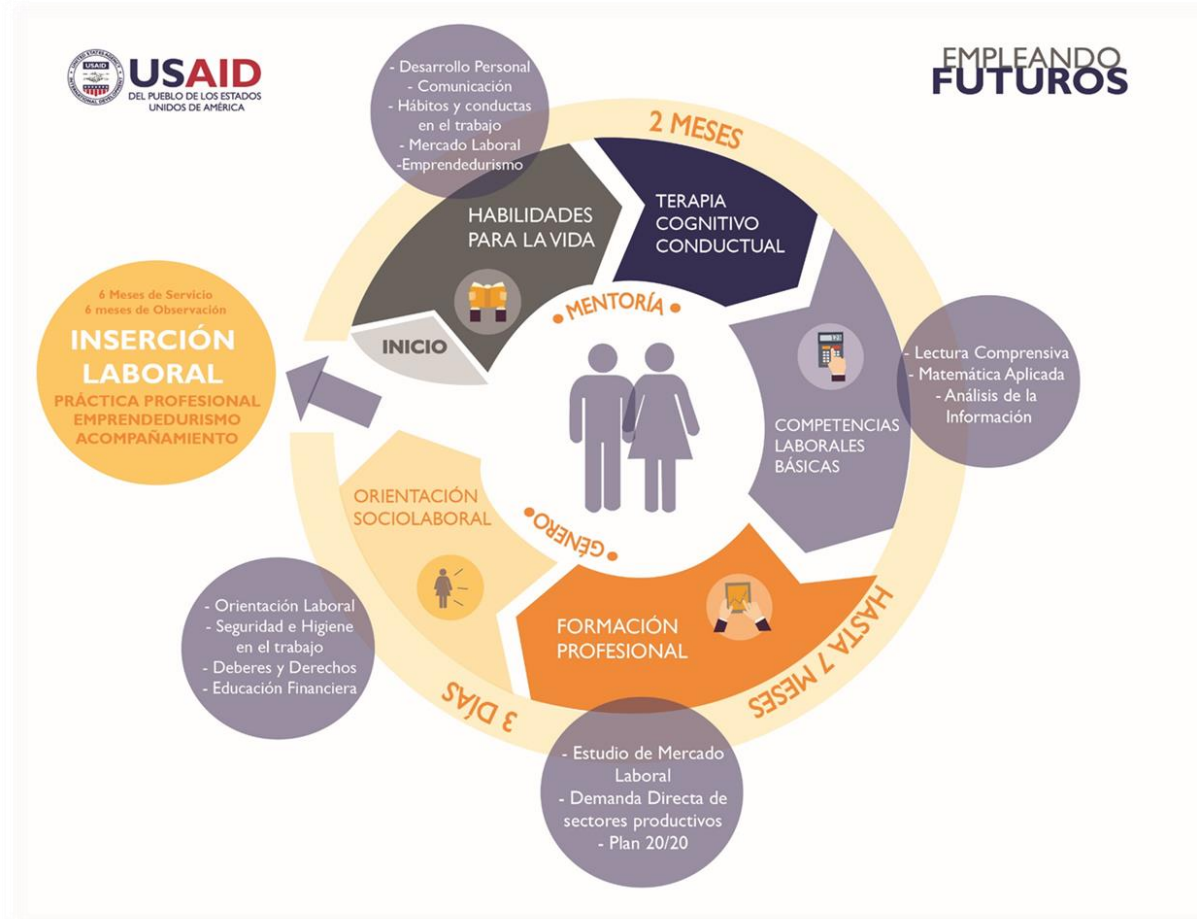 USAID
DEL PUEBLO DE LOS ESTADOS
UNIDOS DE AMÉRICA
EMPLEANDO
FUTUROS
- Desarrollo Personal
- Comunicación
- Hábitos y conductas
en el trabajo
- Mercado Laboral
-Emprendedurismo
2 MESES
HABILIDADES
PARA LA VIDA
TERAPIA
COGNITIVO
CONDUCTUAL
INICIO
• MENTORÍA •
6 Meses de Servicio
6 meses de Observación
INSERCIÓN
LABORAL
PRÁCTICA PROFESIONAL
EMPRENDEDURISMO
ACOMPAÑAMIENTO
- Lectura Comprensiva
- Matemática Aplicada
- Análisis de la
Información
COMPETENCIAS
LABORALES
BÁSICAS
ORIENTACIÓN
SOCIOLABORAL
• GÉNERO •
FORMACIÓN
PROFESIONAL
HASTA 7 MESES
- Orientación Laboral
- Seguridad e Higiene
en el trabajo
- Deberes y Derechos
- Educación Financiera
3 DÍAS
- Estudio de Mercado
Laboral
- Demanda Directa de
sectores productivos
- Plan 20/20